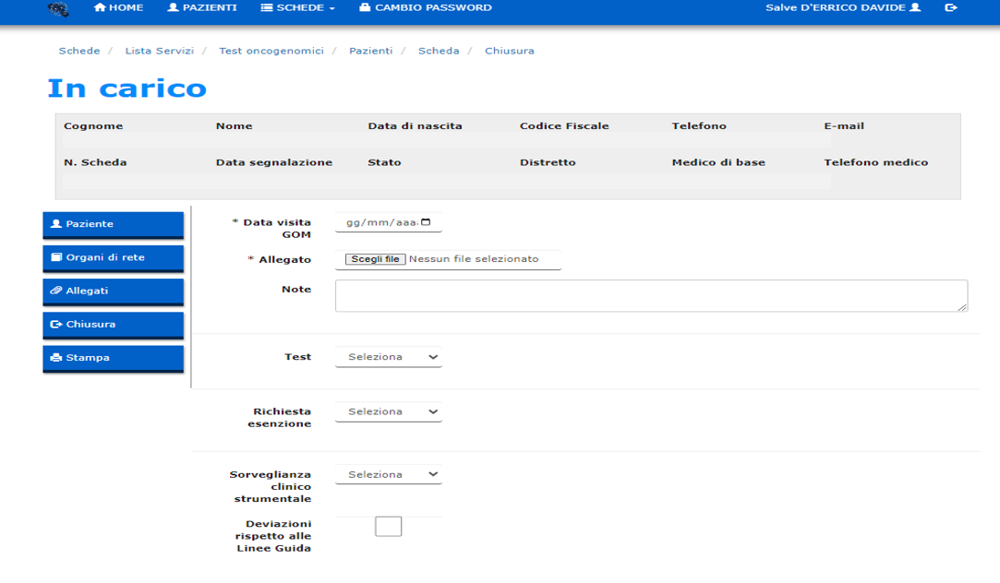 HOME PAZIENTI SCHEDE CAMBIO PASSWORD Salve D'ERRICO DAVIDE
Schede / Lista Servizi / Test oncogenomici / Pazienti / Scheda / Chiusura
In carico
Cognome Nome Data di nascita Codice Fiscale Telefono E-mail
N. Scheda Data segnalazione Stato Distretto Medico di base Telefono medico
Paziente
Organi di rete
Allegati
Chiusura
Stampa
* Data visita GOM gg/mm/aaa
* Allegato Scegli file Nessun file selezionato
Note
Test Seleziona
Richiesta esenzione Seleziona
Sorveglianza clinico strumentale Seleziona
Deviazioni rispetto alle Linee Guida